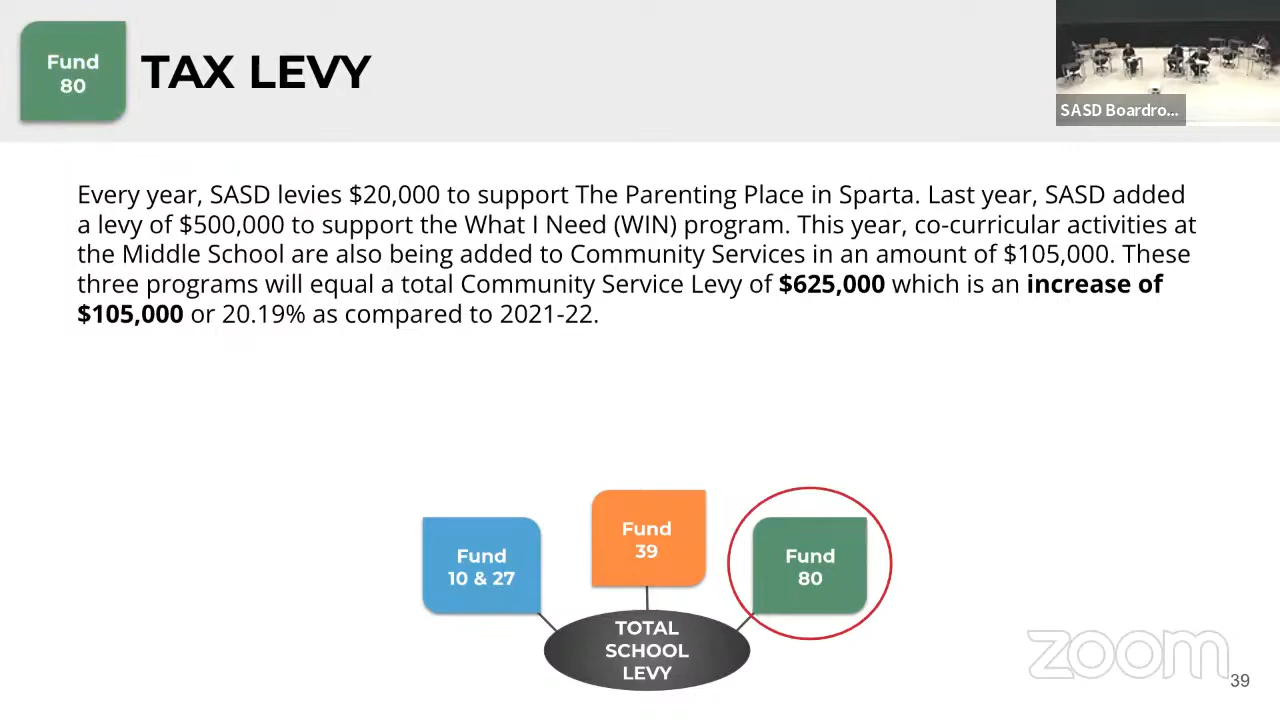 Fund
80
TAX LEVY
SASD Boardro...
Every year, SASD levies $20,000 to support The Parenting Place in Sparta. Last year, SASD added
a levy of $500,000 to support the What I Need (WIN) program. This year, co-curricular activities at
the Middle School are also being added to Community Services in an amount of $105,000. These
three programs will equal a total Community Service Levy of $625,000 which is an increase of
$105,000 or 20.19% as compared to 2021-22.
Fund
10 & 27
Fund
39
Fund
80
TOTAL
SCHOOL
LEVY
zoom
39